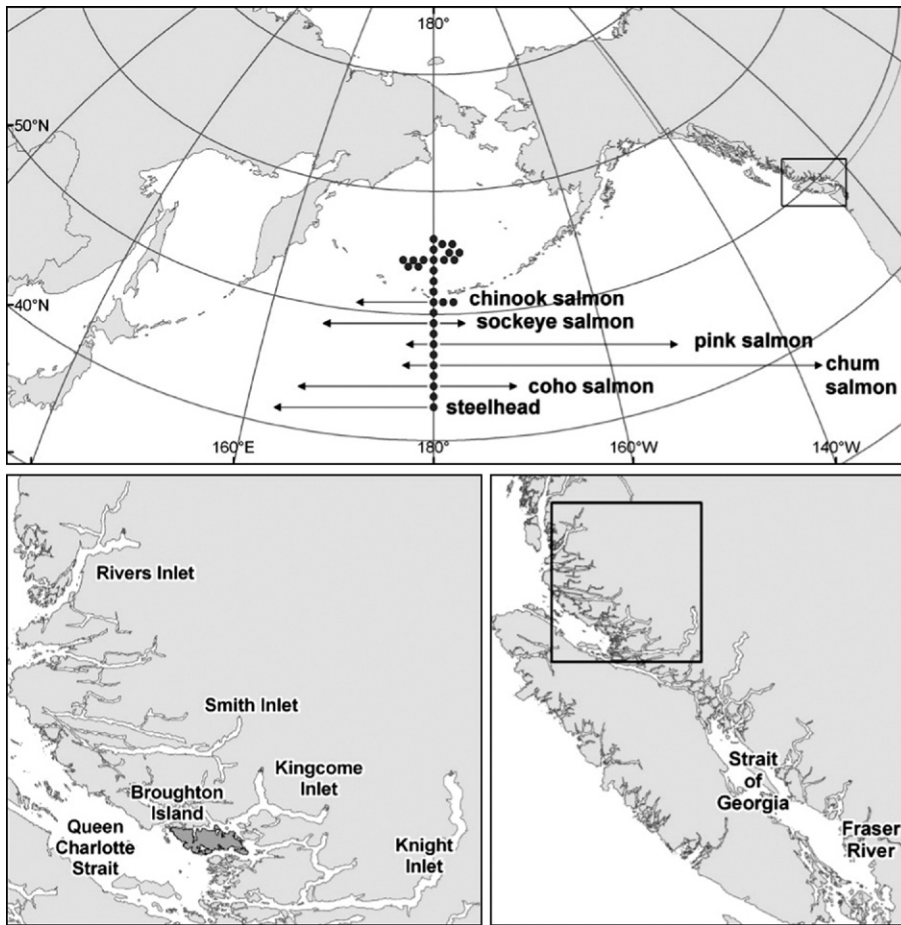 180°
50°N
40°N
chinook salmon
sockeye salmon
pink salmon
chum
salmon
coho salmon
steelhead
160°E
180°
160°W
140°W
Rivers Inlet
Smith Inlet
Kingcome
Inlet
Broughton
Island
Queen
Charlotte
Strait
Knight
Inlet
Strait
of
Georgia
Fraser
River